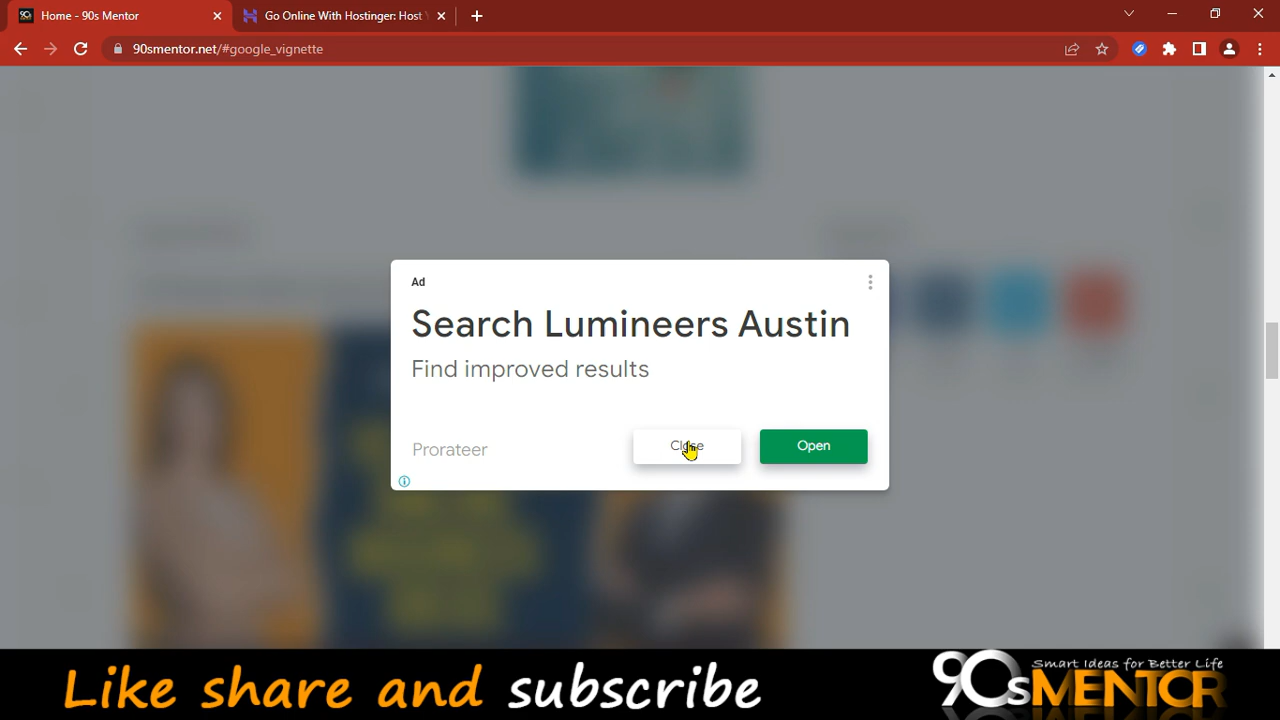 Home - 90s Mentor
Go Online With Hostinger: Host
90smentor.net/#google_vignette
Ad
Search Lumineers Austin
Find improved results
Prorateer
Close
Open
Like share and subscribe
90sMENTOR
Smart Ideas for Better Life